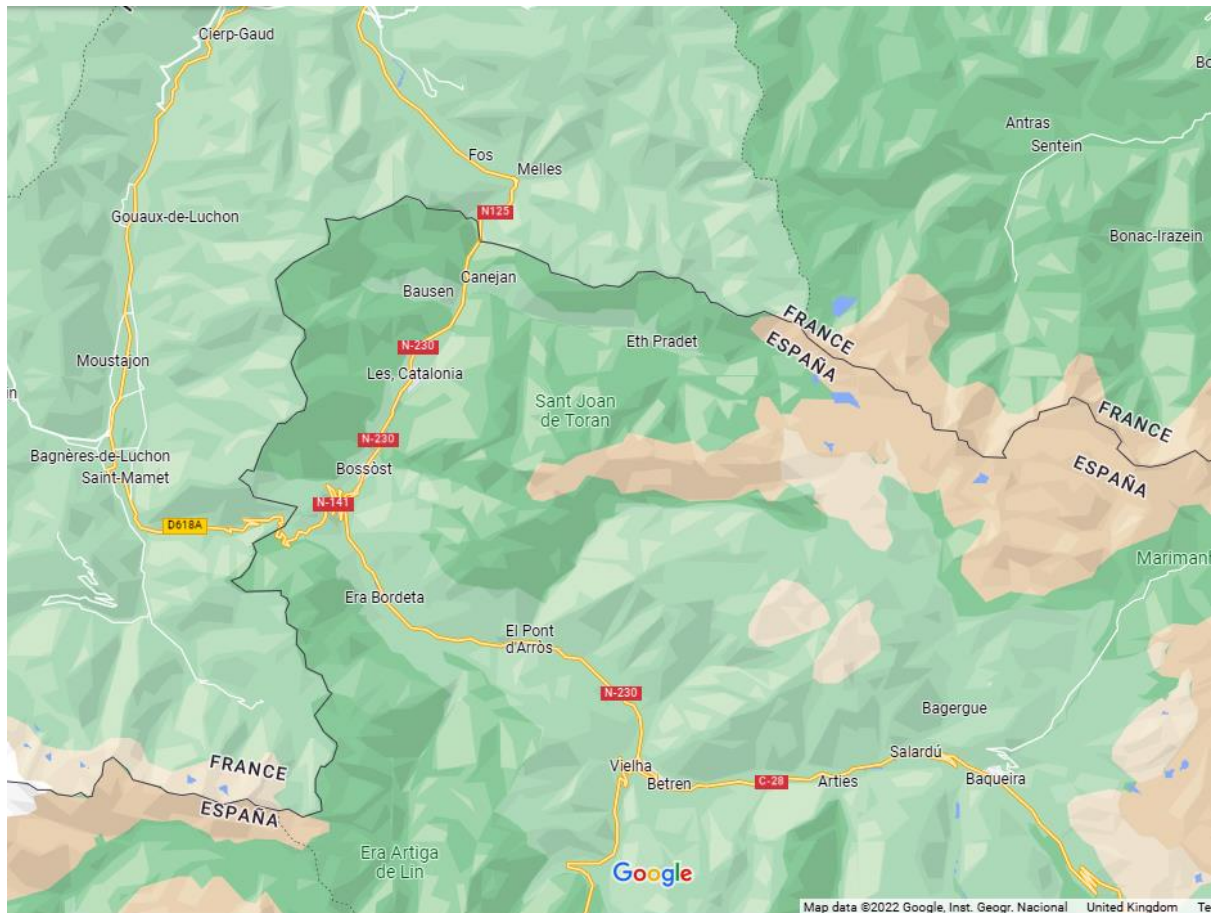 Cierp-Gaud
Antras
Sentein
Fos
Melles
N125
Gouaux-de-Luchon
Bonac-Irazein
Canejan
Bausen
FRANCE
ESPAÑA
Eth Pradet
N-230
Moustajon
Les, Catalonia
Sant Joan
de Toran
FRANCE
ESPAÑA
N-230
Bagnères-de-Luchon
Saint-Mamet
Bossòst
N-141
D618A
Era Bordeta
El Pont
d'Arròs
N-230
Bagergue
Salardú
Vielha
Betren
C-28
Arties
Baqueira
FRANCE
ESPAÑA
Era Artiga
de Lin
Google
Map data ©2022 Google, Inst. Geogr. Nacional United Kingdom